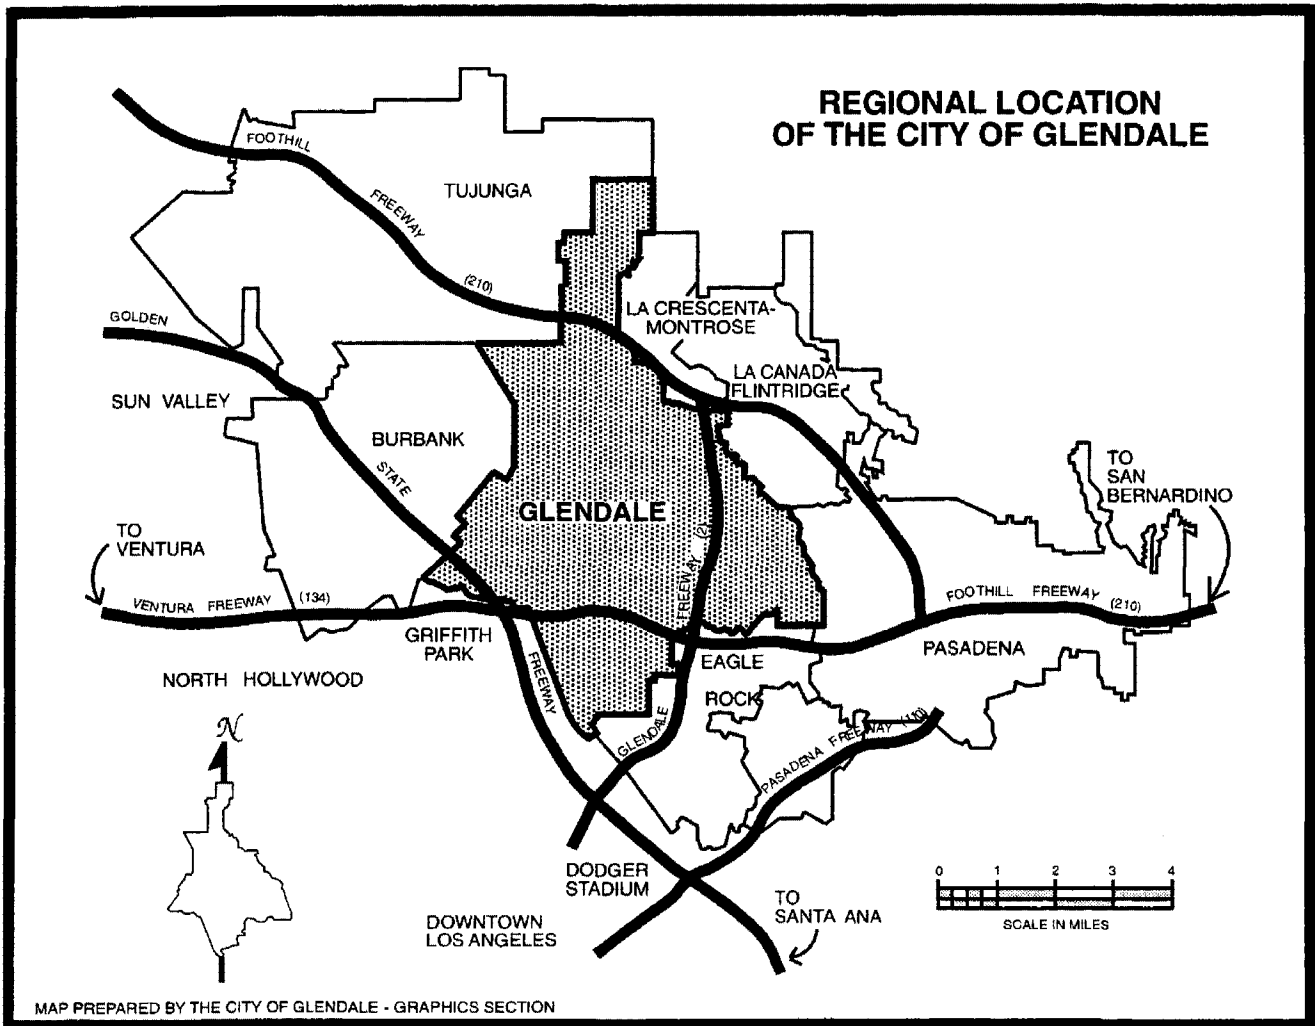 REGIONAL LOCATION
OF THE CITY OF GLENDALE
FOOTHILL
FREEWAY
(210)
TUJUNGA
GOLDEN
LA CRESCENTA-
MONTROSE
LA CANADA
FLINTRIDGE
SUN VALLEY
BURBANK
STATE
GLENDALE
FREEWAY (2)
TO
SAN
BERNARDINO
TO
VENTURA
VENTURA FREEWAY (134)
FOOTHILL FREEWAY (210)
GRIFFITH
PARK
FREEWAY
EAGLE
ROCK
PASADENA
NORTH HOLLYWOOD
GLENDALE
PASADENA FREEWAY (110)
N
DODGER
STADIUM
DOWNTOWN
LOS ANGELES
TO
SANTA ANA
0 1 2 3 4
SCALE IN MILES
MAP PREPARED BY THE CITY OF GLENDALE - GRAPHICS SECTION